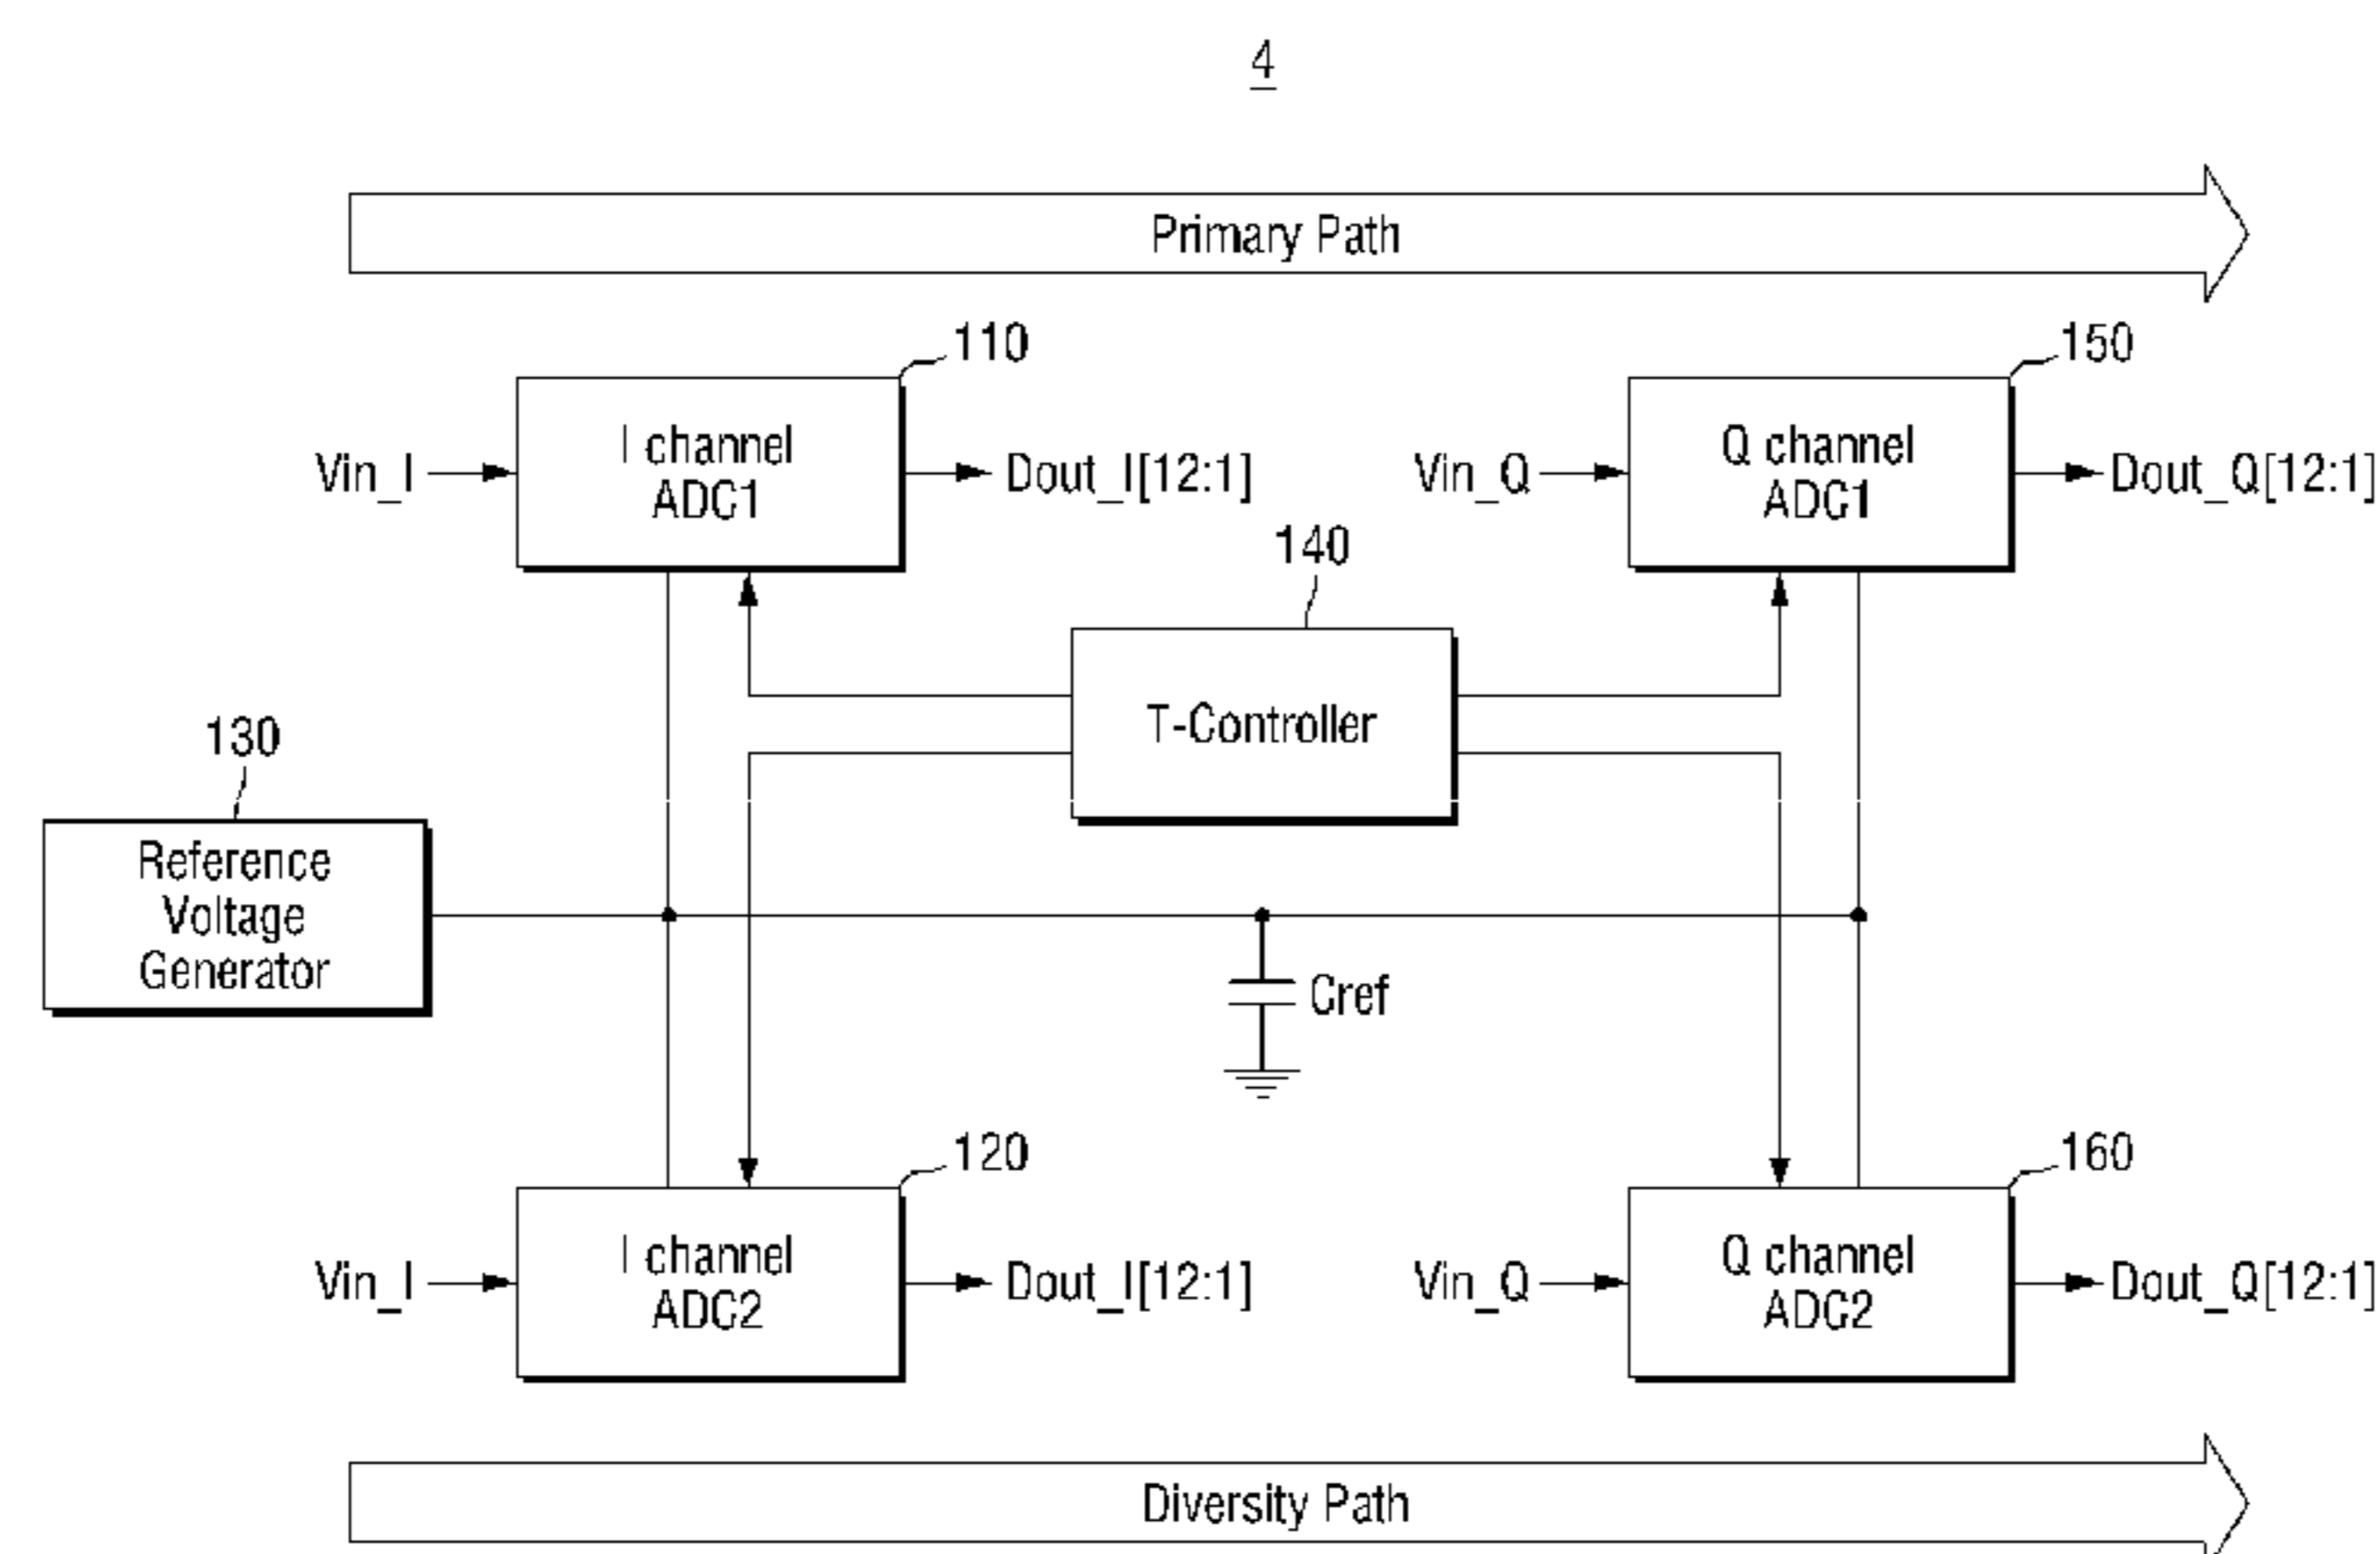 4
Primary Path
110
150
I channel
ADC1
Q channel
ADC1
Vin_I
Dout_I[12:1]
Vin_Q
Dout_Q[12:1]
140
T-Controller
130
Reference
Voltage
Generator
Cref
120
160
I channel
ADC2
Q channel
ADC2
Vin_I
Dout_I[12:1]
Vin_Q
Dout_Q[12:1]
Diversity Path